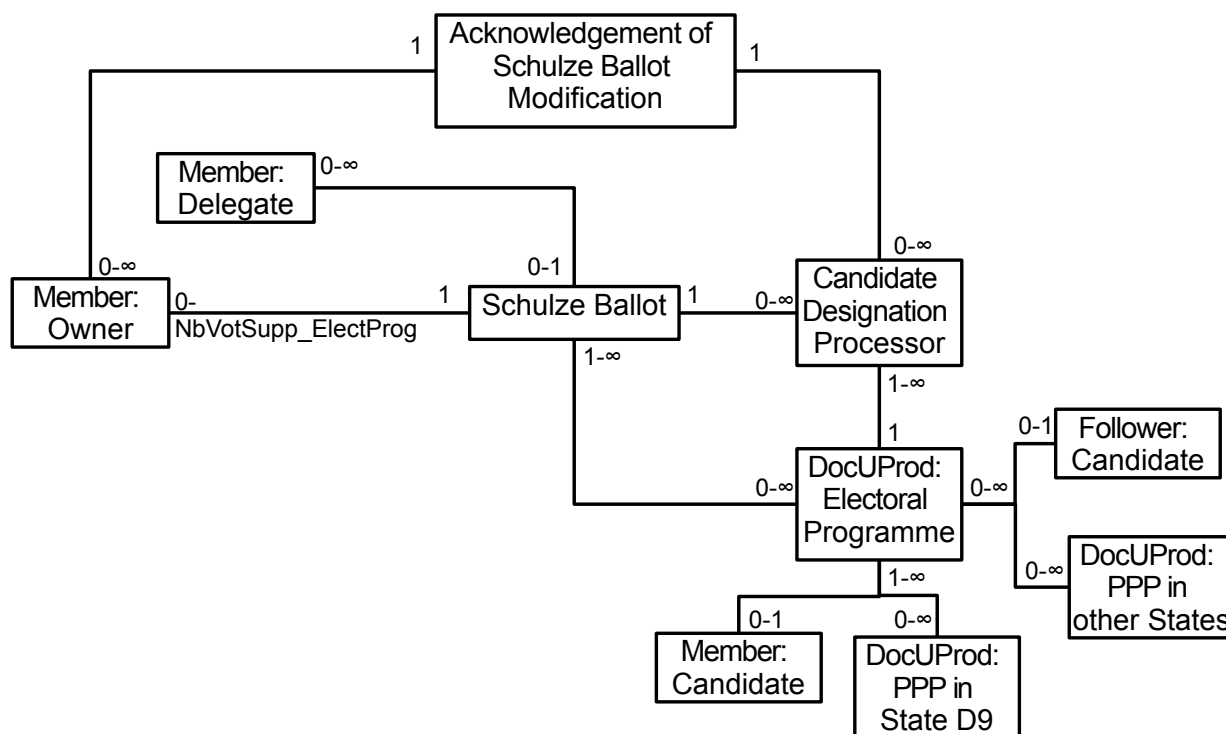 1
Acknowledgement of
Schulze Ballot
Modification
1
Member:
Delegate
0-∞
0-∞
0-1
0-∞
Member:
Owner
0-
NbVotSupp_ElectProg
1
Schulze Ballot
1
0-∞
Candidate
Designation
Processor
1-∞
1-∞
1
0-∞
DocUProd:
Electoral
Programme
0-∞
0-1
Follower:
Candidate
0-∞
DocUProd:
PPP in
other States
1-∞
0-1
Member:
Candidate
0-∞
DocUProd:
PPP in
State D9